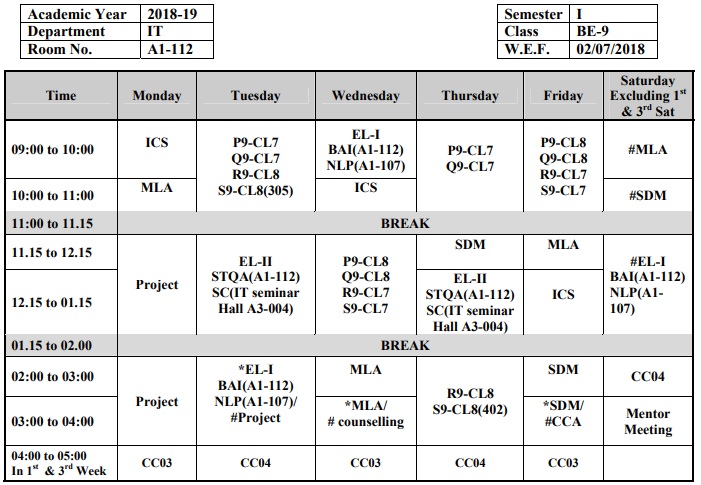 Academic Year 2018-19
Department IT
Room No. A1-112
Semester I
Class BE-9
W.E.F. 02/07/2018
Time Monday Tuesday Wednesday Thursday Friday Saturday
Excluding 1st
& 3rd Sat
09:00 to 10:00
ICS
P9-CL7
Q9-CL7
R9-CL8
S9-CL8(305)
EL-I
BAI(A1-112)
NLP(A1-107)
P9-CL7
Q9-CL7
P9-CL8
Q9-CL8
R9-CL7
S9-CL7
#MLA
10:00 to 11:00
MLA
ICS
#SDM
11:00 to 11.15 BREAK
11.15 to 12.15
Project
EL-II
STQA(A1-112)
SC(IT seminar
Hall A3-004)
P9-CL8
Q9-CL8
R9-CL7
S9-CL7
SDM
MLA
#EL-I
BAI(A1-112)
NLP(A1-
107)
12.15 to 01.15
EL-II
STQA(A1-112)
SC(IT seminar
Hall A3-004)
ICS
01.15 to 02.00 BREAK
02:00 to 03:00
Project
*EL-I
BAI(A1-112)
NLP(A1-107)/
#Project
MLA
R9-CL8
S9-CL8(402)
SDM
CC04
03:00 to 04:00
*MLA/
# counselling
*SDM/
#CCA
Mentor
Meeting
04:00 to 05:00
In 1st & 3rd Week
CC03 CC04 CC03 CC04 CC03